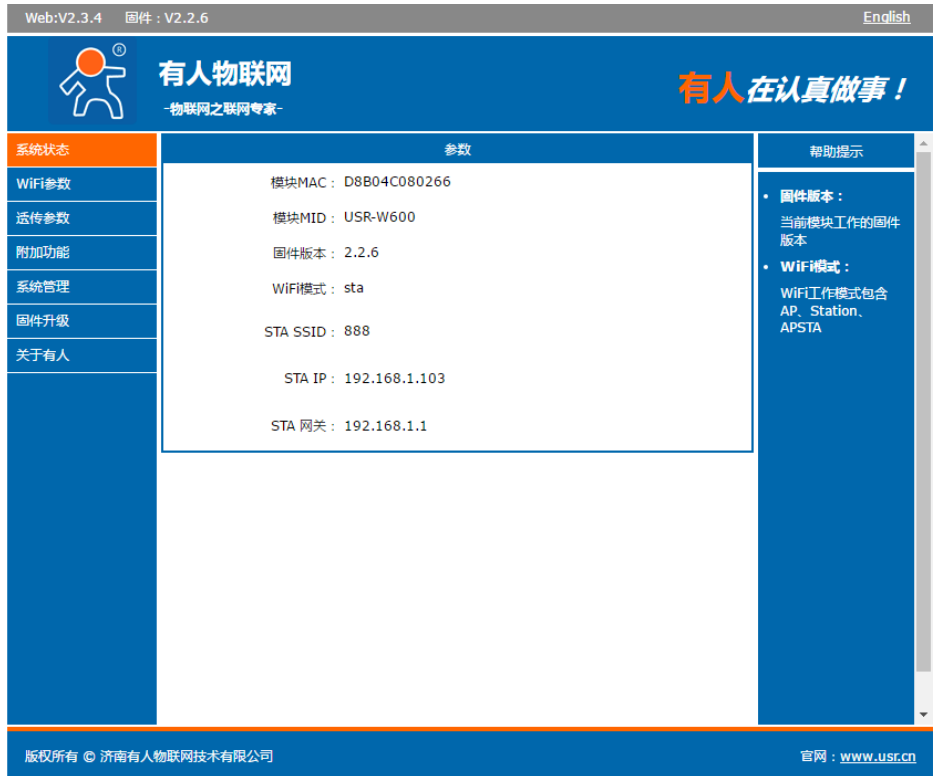 Web:V2.3.4 固件：V2.2.6 English
®
有人物联网
-物联网之联网专家-
有人在认真做事！
系统状态
WiFi参数
透传参数
附加功能
系统管理
固件升级
关于有人
参数
模块MAC： D8B04C080266
模块MID： USR-W600
固件版本： 2.2.6
WiFi模式： sta
STA SSID： 888
STA IP： 192.168.1.103
STA 网关： 192.168.1.1
帮助提示
• 固件版本：
当前模块工作的固件
版本
• WiFi模式：
WiFi工作模式包含
AP、Station、
APSTA
版权所有 © 济南有人物联网技术有限公司 官网：www.usr.cn